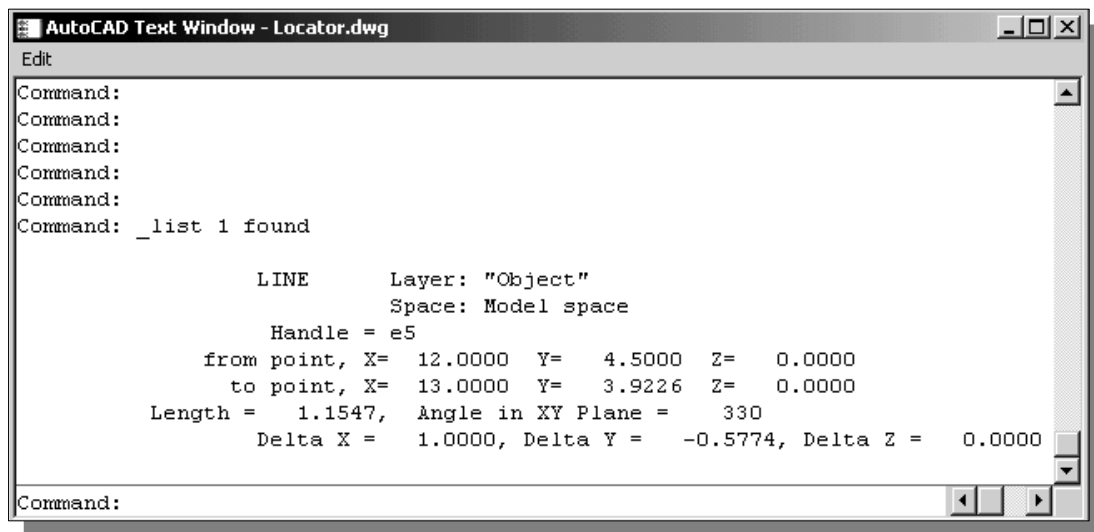 AutoCAD Text Window - Locator.dwg
Edit
Command:
Command:
Command:
Command:
Command:
Command: _list 1 found
LINE Layer: "Object"
Space: Model space
Handle = e5
from point, X= 12.0000 Y= 4.5000 Z= 0.0000
to point, X= 13.0000 Y= 3.9226 Z= 0.0000
Length = 1.1547, Angle in XY Plane = 330
Delta X = 1.0000, Delta Y = -0.5774, Delta Z = 0.0000
Command: